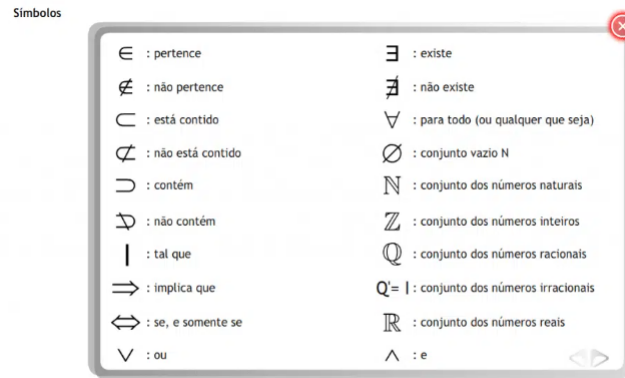 Símbolos
∈ : pertence
∃ : existe
∉ : não pertence
∄ : não existe
⊂ : está contido
∀ : para todo (ou qualquer que seja)
⊄ : não está contido
∅ : conjunto vazio N
⊃ : contém
ℕ : conjunto dos números naturais
⊅ : não contém
ℤ : conjunto dos números inteiros
| : tal que
ℚ : conjunto dos números racionais
⟹ : implica que
Q'= I : conjunto dos números irracionais
⟺ : se, e somente se
ℝ : conjunto dos números reais
∨ : ou
∧ : e